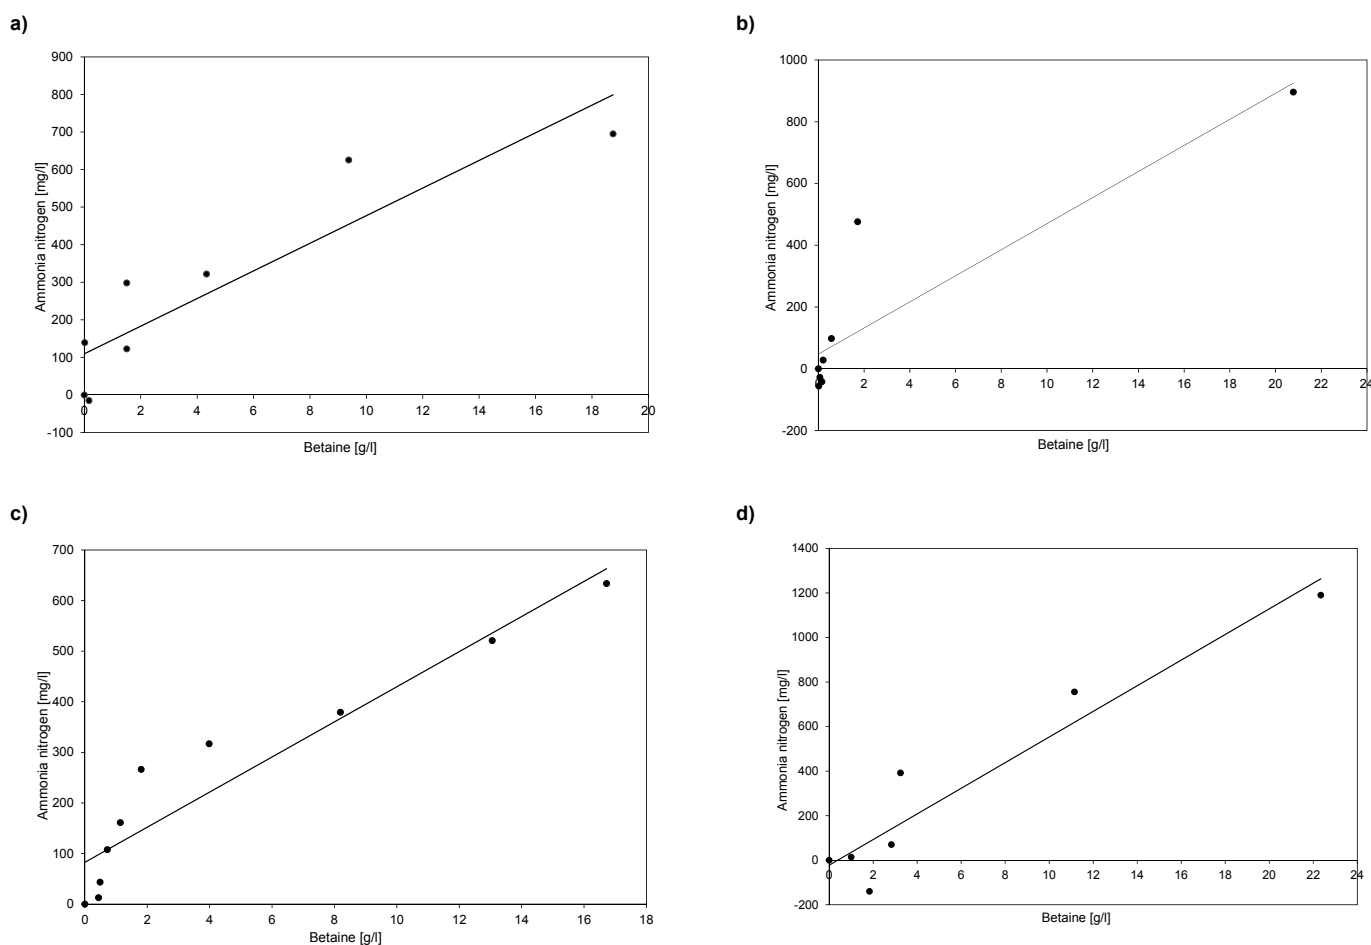 a)
900
800
700
600
500
400
300
200
100
0
-100
0 2 4 6 8 10 12 14 16 18 20
Ammonia nitrogen [mg/l]
Betaine [g/l]
b)
1000
800
600
400
200
0
-200
0 2 4 6 8 10 12 14 16 18 20 22 24
Ammonia nitrogen [mg/l]
Betaine [g/l]
c)
700
600
500
400
300
200
100
0
0 2 4 6 8 10 12 14 16 18
Ammonia nitrogen [mg/l]
Betaine [g/l]
d)
1400
1200
1000
800
600
400
200
0
-200
0 2 4 6 8 10 12 14 16 18 20 22 24
Ammonia nitrogen [mg/l]
Betaine [g/l]